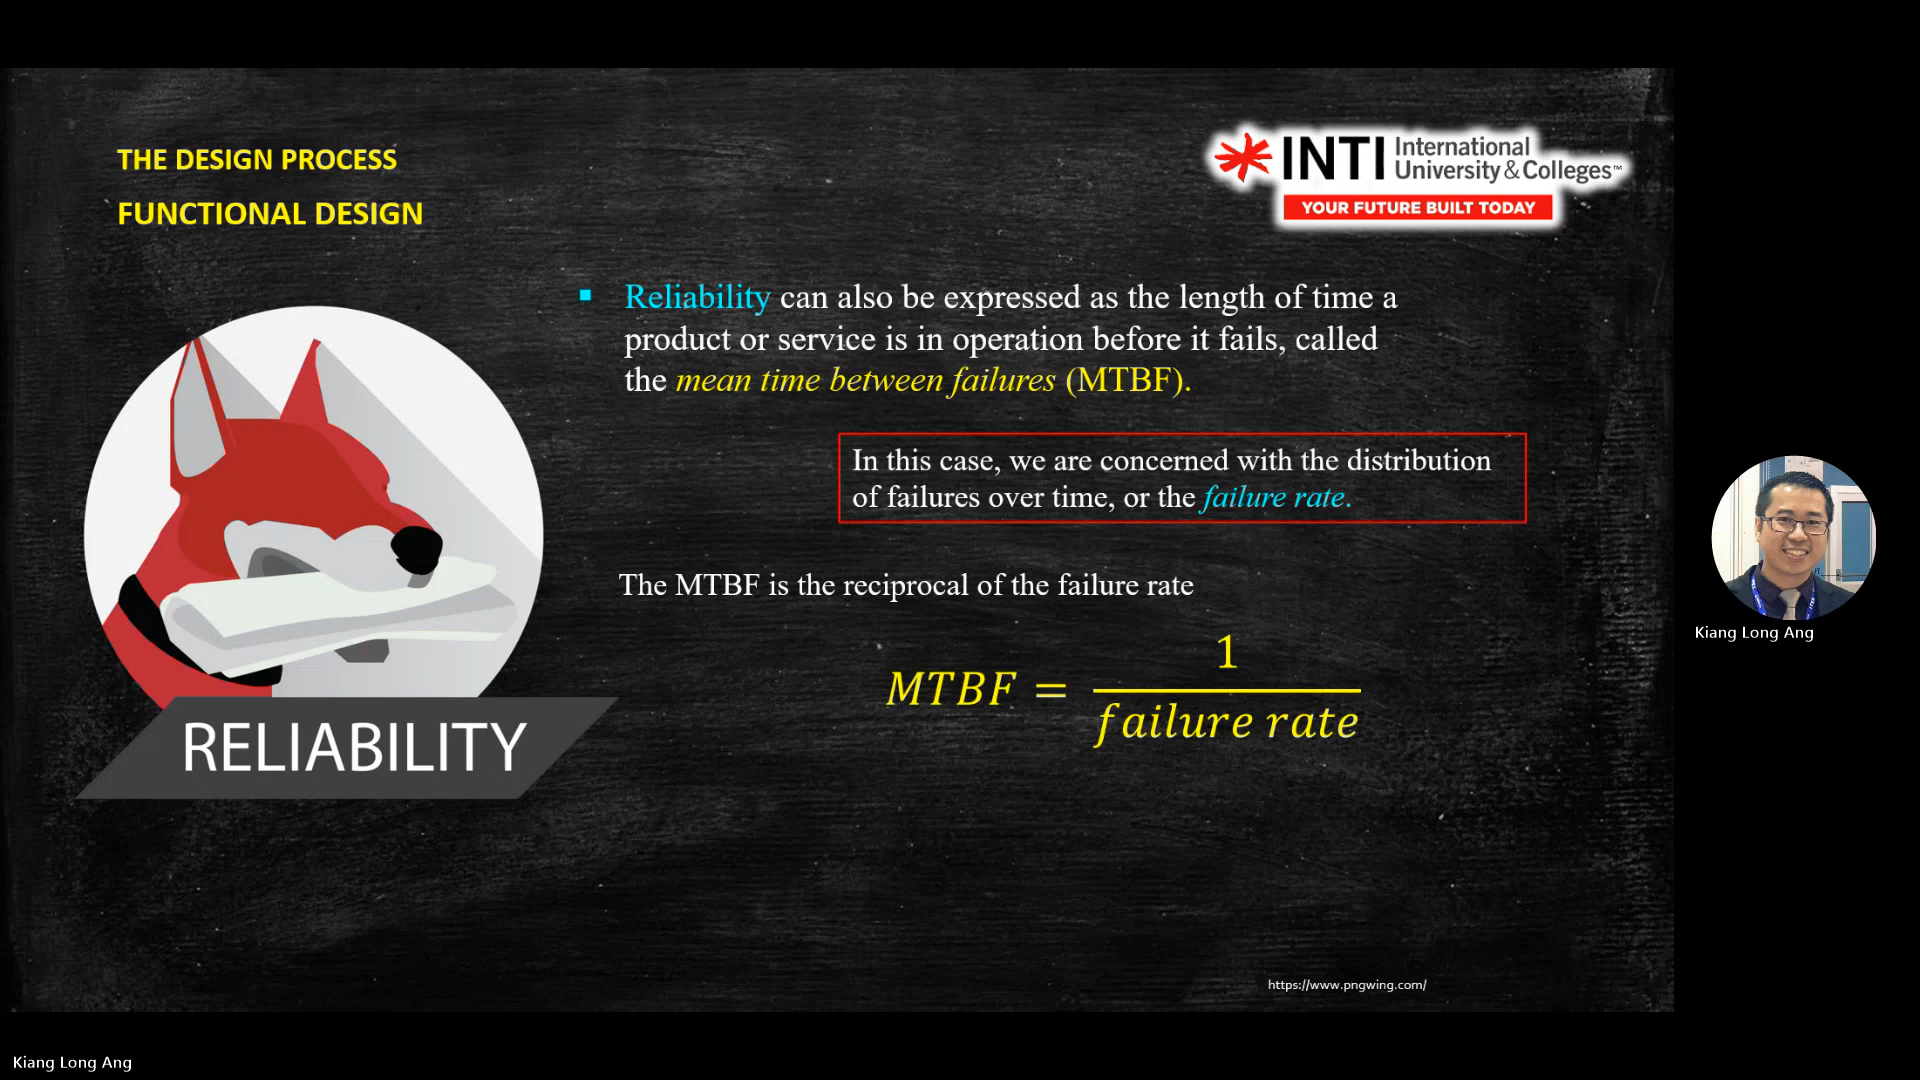 THE DESIGN PROCESS
FUNCTIONAL DESIGN
INTI International
University & Colleges™
YOUR FUTURE BUILT TODAY
▪ Reliability can also be expressed as the length of time a
product or service is in operation before it fails, called
the mean time between failures (MTBF).
In this case, we are concerned with the distribution
of failures over time, or the failure rate.
The MTBF is the reciprocal of the failure rate
MTBF = 1
failure rate
RELIABILITY
https://www.pngwing.com/
Kiang Long Ang
Kiang Long Ang